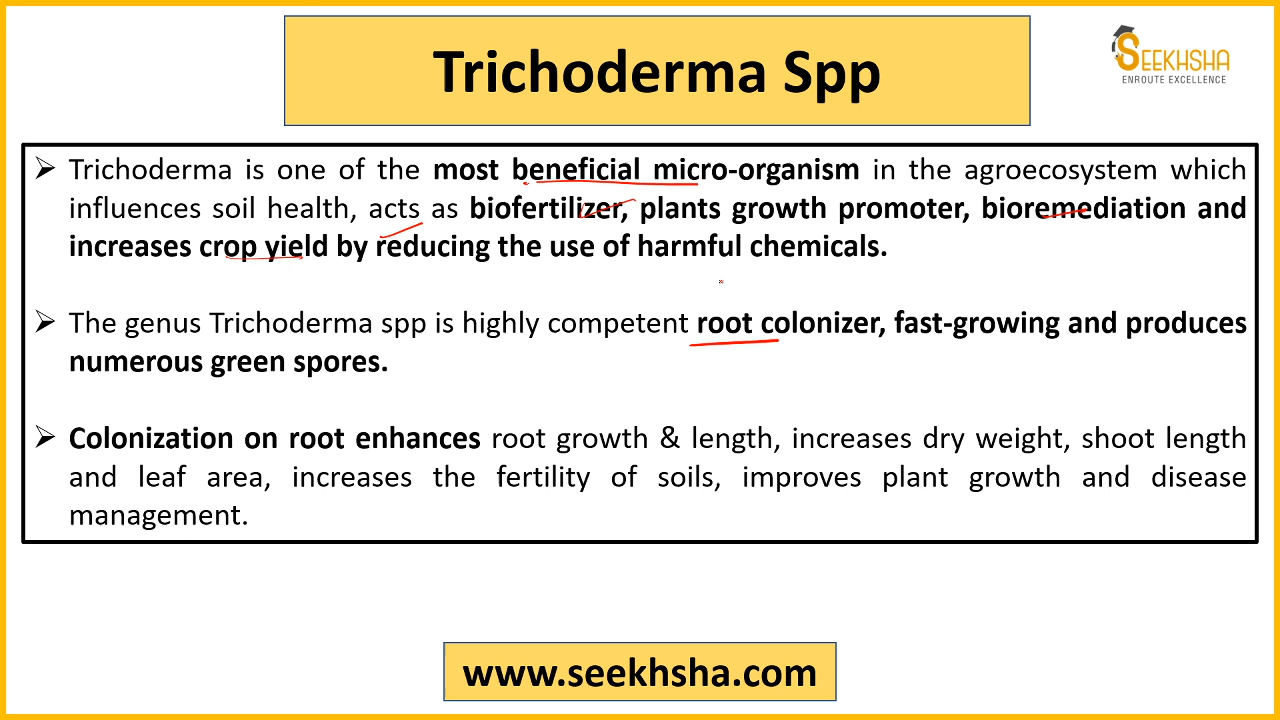 Trichoderma Spp
SEEKHSHA
ENROUTE EXCELLENCE
➢ Trichoderma is one of the most beneficial micro-organism in the agroecosystem which
influences soil health, acts as biofertilizer, plants growth promoter, bioremediation and
increases crop yield by reducing the use of harmful chemicals.
➢ The genus Trichoderma spp is highly competent root colonizer, fast-growing and produces
numerous green spores.
➢ Colonization on root enhances root growth & length, increases dry weight, shoot length
and leaf area, increases the fertility of soils, improves plant growth and disease
management.
www.seekhsha.com